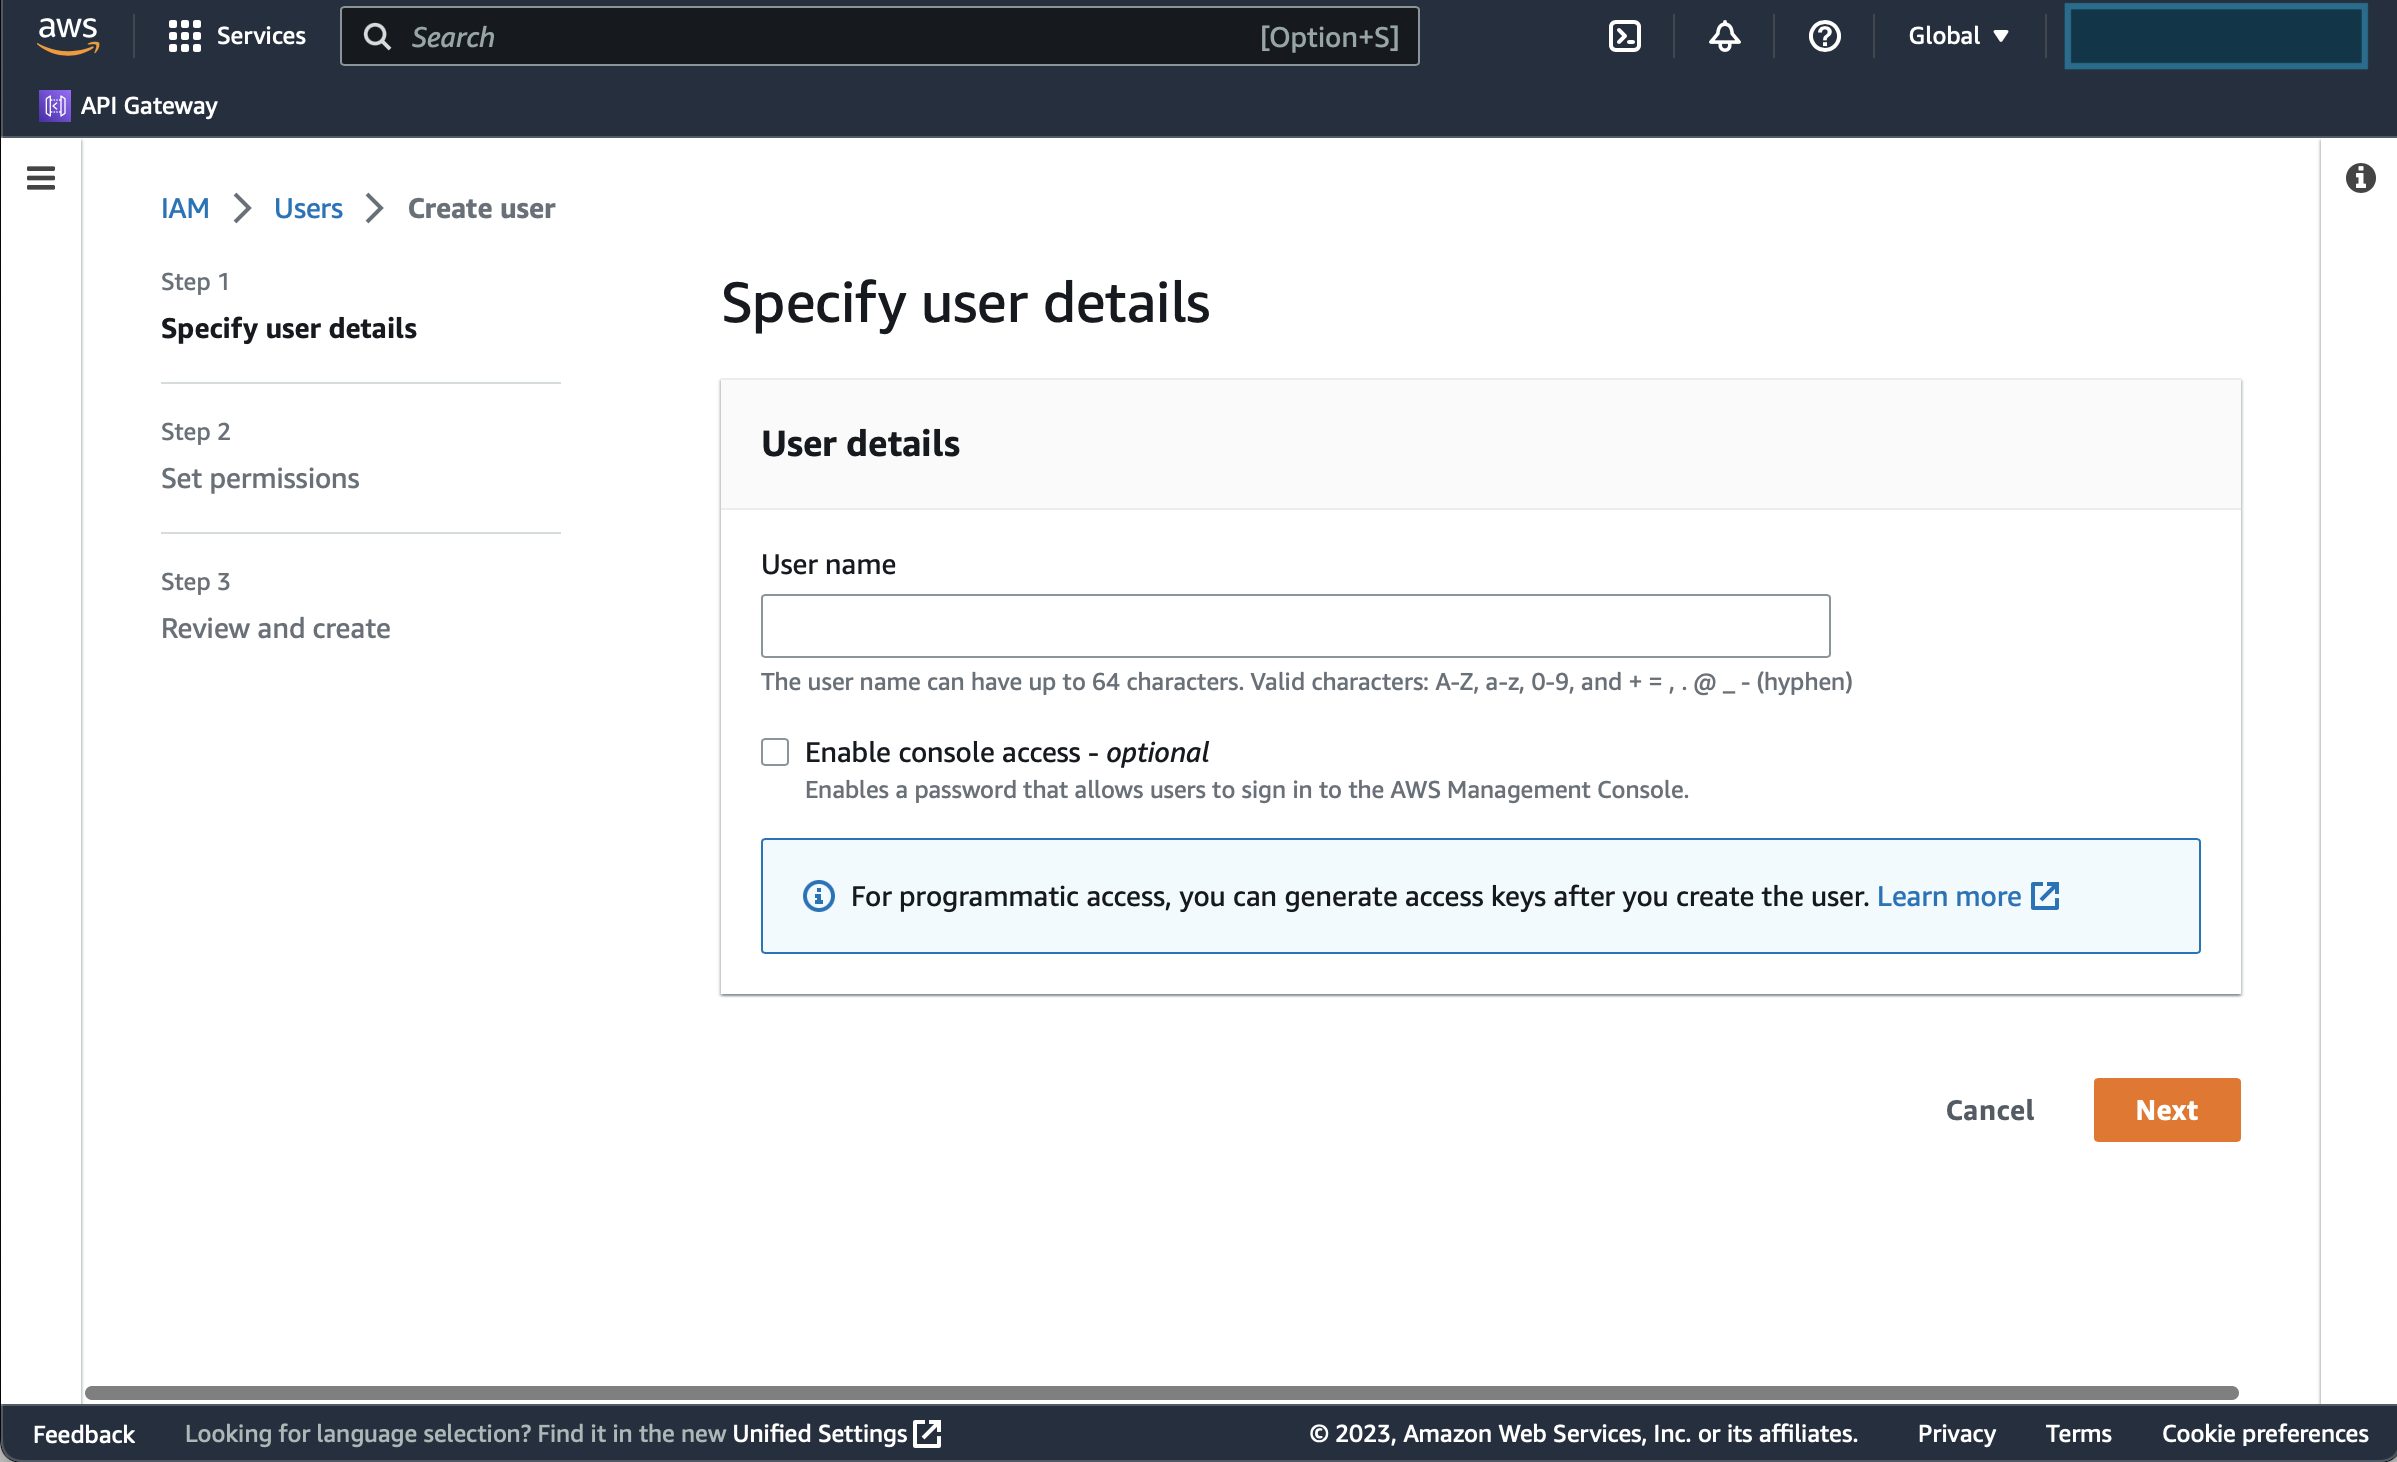 aws
Services
Search
[Option+S]
Global
API Gateway
IAM
Users
Create user
Step 1
Specify user details
Step 2
Set permissions
Step 3
Review and create
Specify user details
User details
User name
The user name can have up to 64 characters. Valid characters: A-Z, a-z, 0-9, and + = , . @ _ - (hyphen)
Enable console access - optional
Enables a password that allows users to sign in to the AWS Management Console.
For programmatic access, you can generate access keys after you create the user. Learn more
Cancel
Next
Feedback
Looking for language selection? Find it in the new Unified Settings
© 2023, Amazon Web Services, Inc. or its affiliates.
Privacy
Terms
Cookie preferences